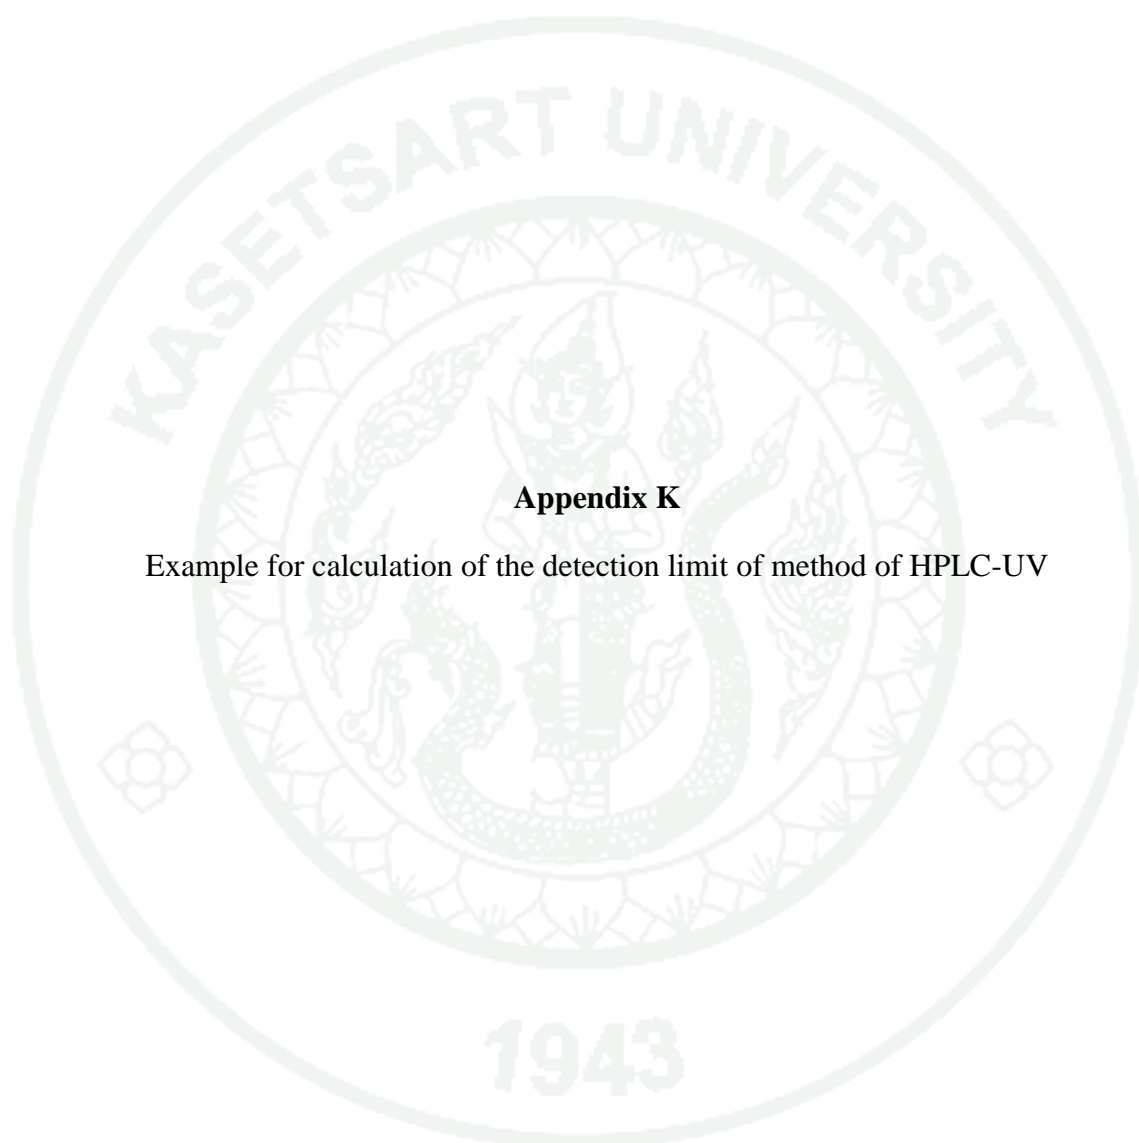 KASETSART UNIVERSITY
Appendix K
Example for calculation of the detection limit of method of HPLC-UV
1943